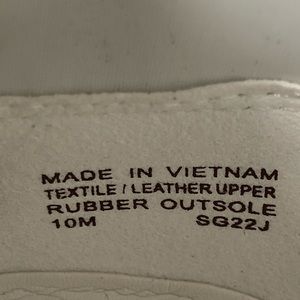 MADE IN VIETNAM
TEXTILE / LEATHER UPPER
RUBBER OUTSOLE
10M SG22J